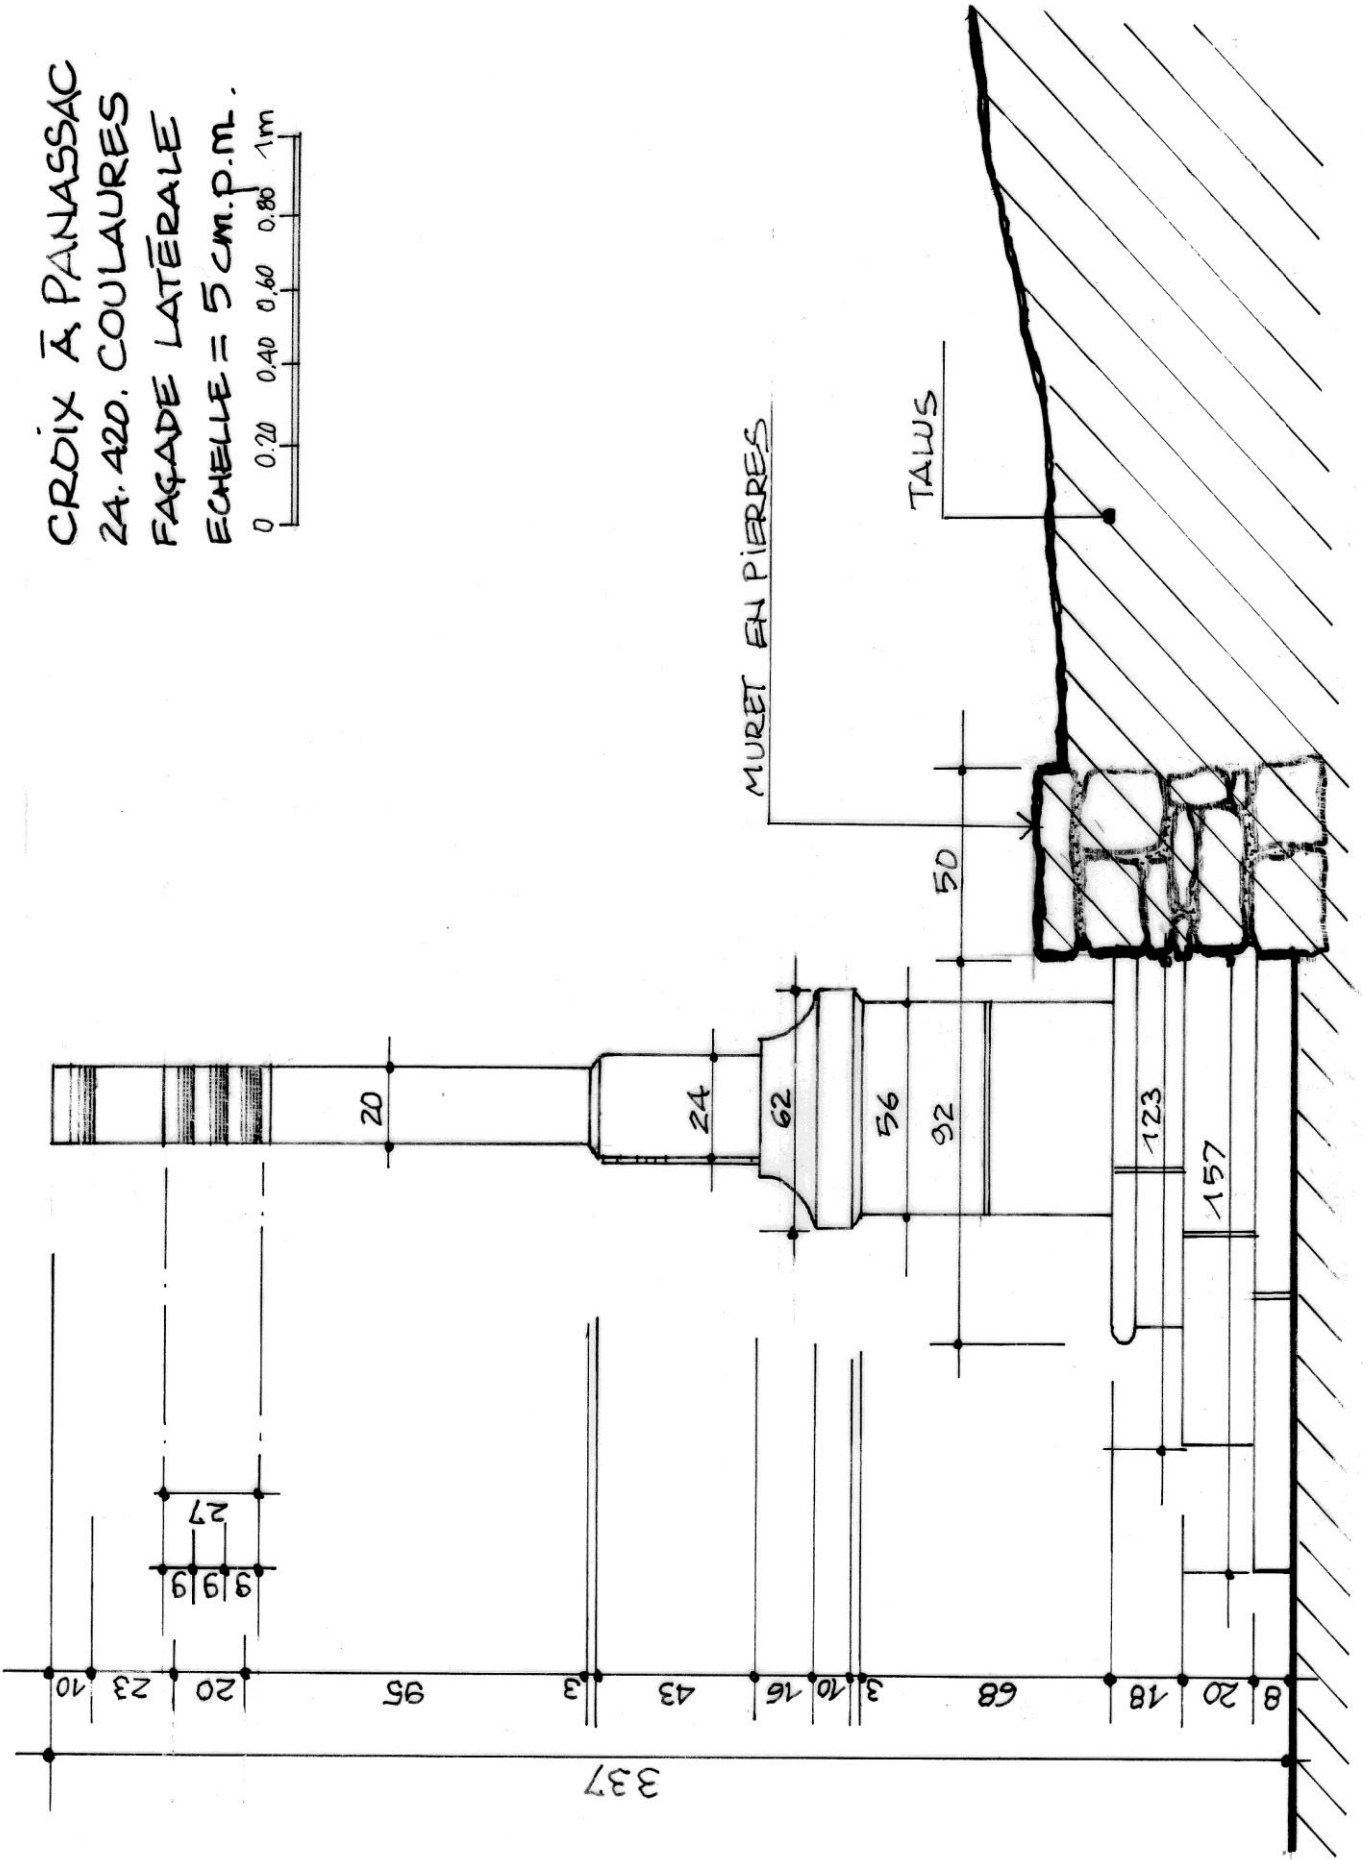 CROIX À PANASSAC
24.420. COULAURES
FAÇADE LATÉRALE
ECHELLE = 5 cm.p.m.
0 0.20 0,40 0,60 0,80 1m
MURET EN PIERRES
TALUS
50
20
24
62
56
92
123
157
27
9 9 9
10 23 20 95 3 43 16 10 3 68 18 20 8
337